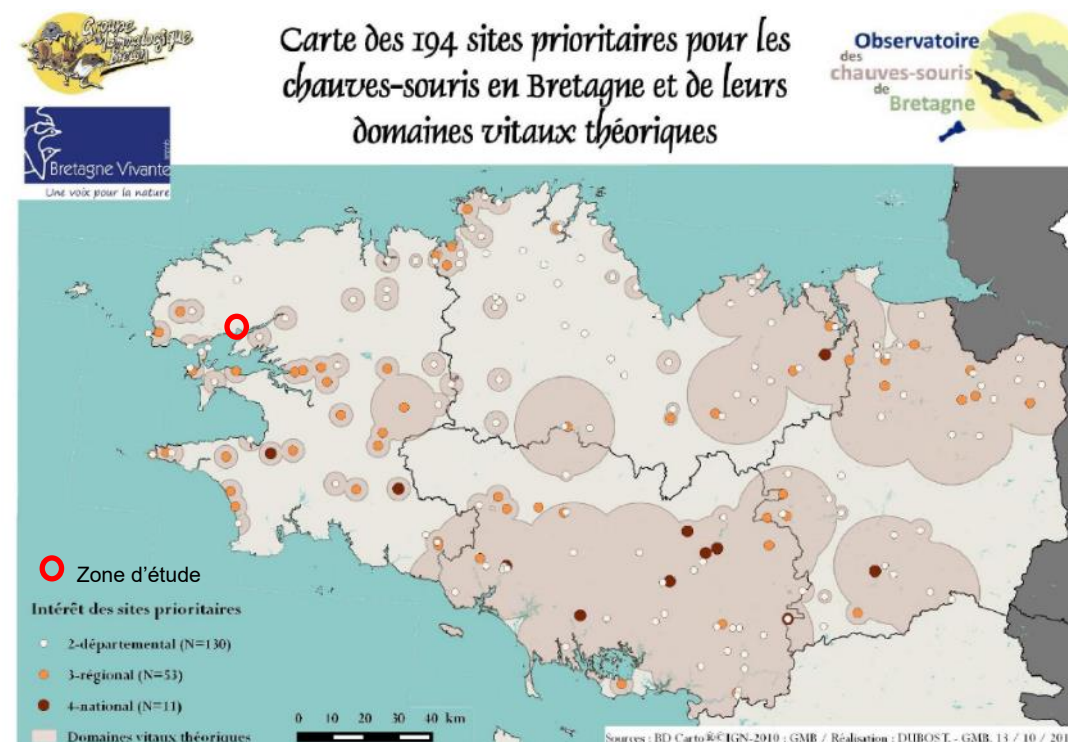 Groupe
Mammalogique
Breton
Bretagne Vivante
Une voix pour la nature
Carte des 194 sites prioritaires pour les
chauves-souris en Bretagne et de leurs
domaines vitaux théoriques
Observatoire
des
chauves-souris
de
Bretagne
Zone d'étude
Intérêt des sites prioritaires
2-départemental (N=130)
3-régional (N=53)
4-national (N=11)
Domaines vitaux théoriques
0 10 20 30 40 km
Sources : BD Carto ®©IGN-2010 ; GMB / Réalisation : DUBOST. - GMB, 13 / 10 / 201